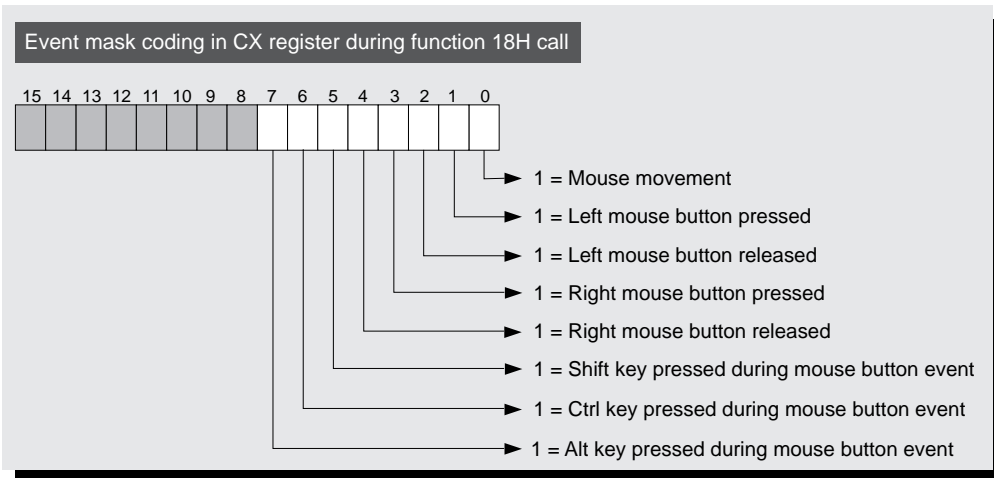 Event mask coding in CX register during function 18H call
15 14 13 12 11 10 9 8 7 6 5 4 3 2 1 0
1 = Mouse movement
1 = Left mouse button pressed
1 = Left mouse button released
1 = Right mouse button pressed
1 = Right mouse button released
1 = Shift key pressed during mouse button event
1 = Ctrl key pressed during mouse button event
1 = Alt key pressed during mouse button event